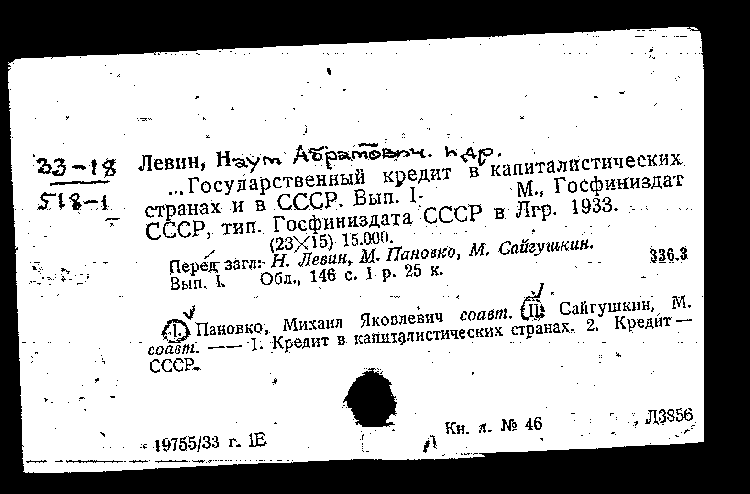 33-18
518-1
Левин, Наум Абрамович. и др.
...Государственный кредит в капиталистических
странах и в СССР. Вып. I. М., Госфиниздат
СССР, тип. Госфиниздата СССР в Лгр. 1933.
(23×15) 15.000.
Перед загл.: Н. Левин, М. Пановко, М. Сайгушкин.
Вып. I. Обл., 146 с. 1 р. 25 к.
336.3
I. Пановко, Михаил Яковлевич соавт. II Сайгушкин, М.
соавт. —— 1. Кредит в капиталистических странах. 2. Кредит —
СССР.
19755/33 г. 1Е
Кн. л. № 46
Л3856